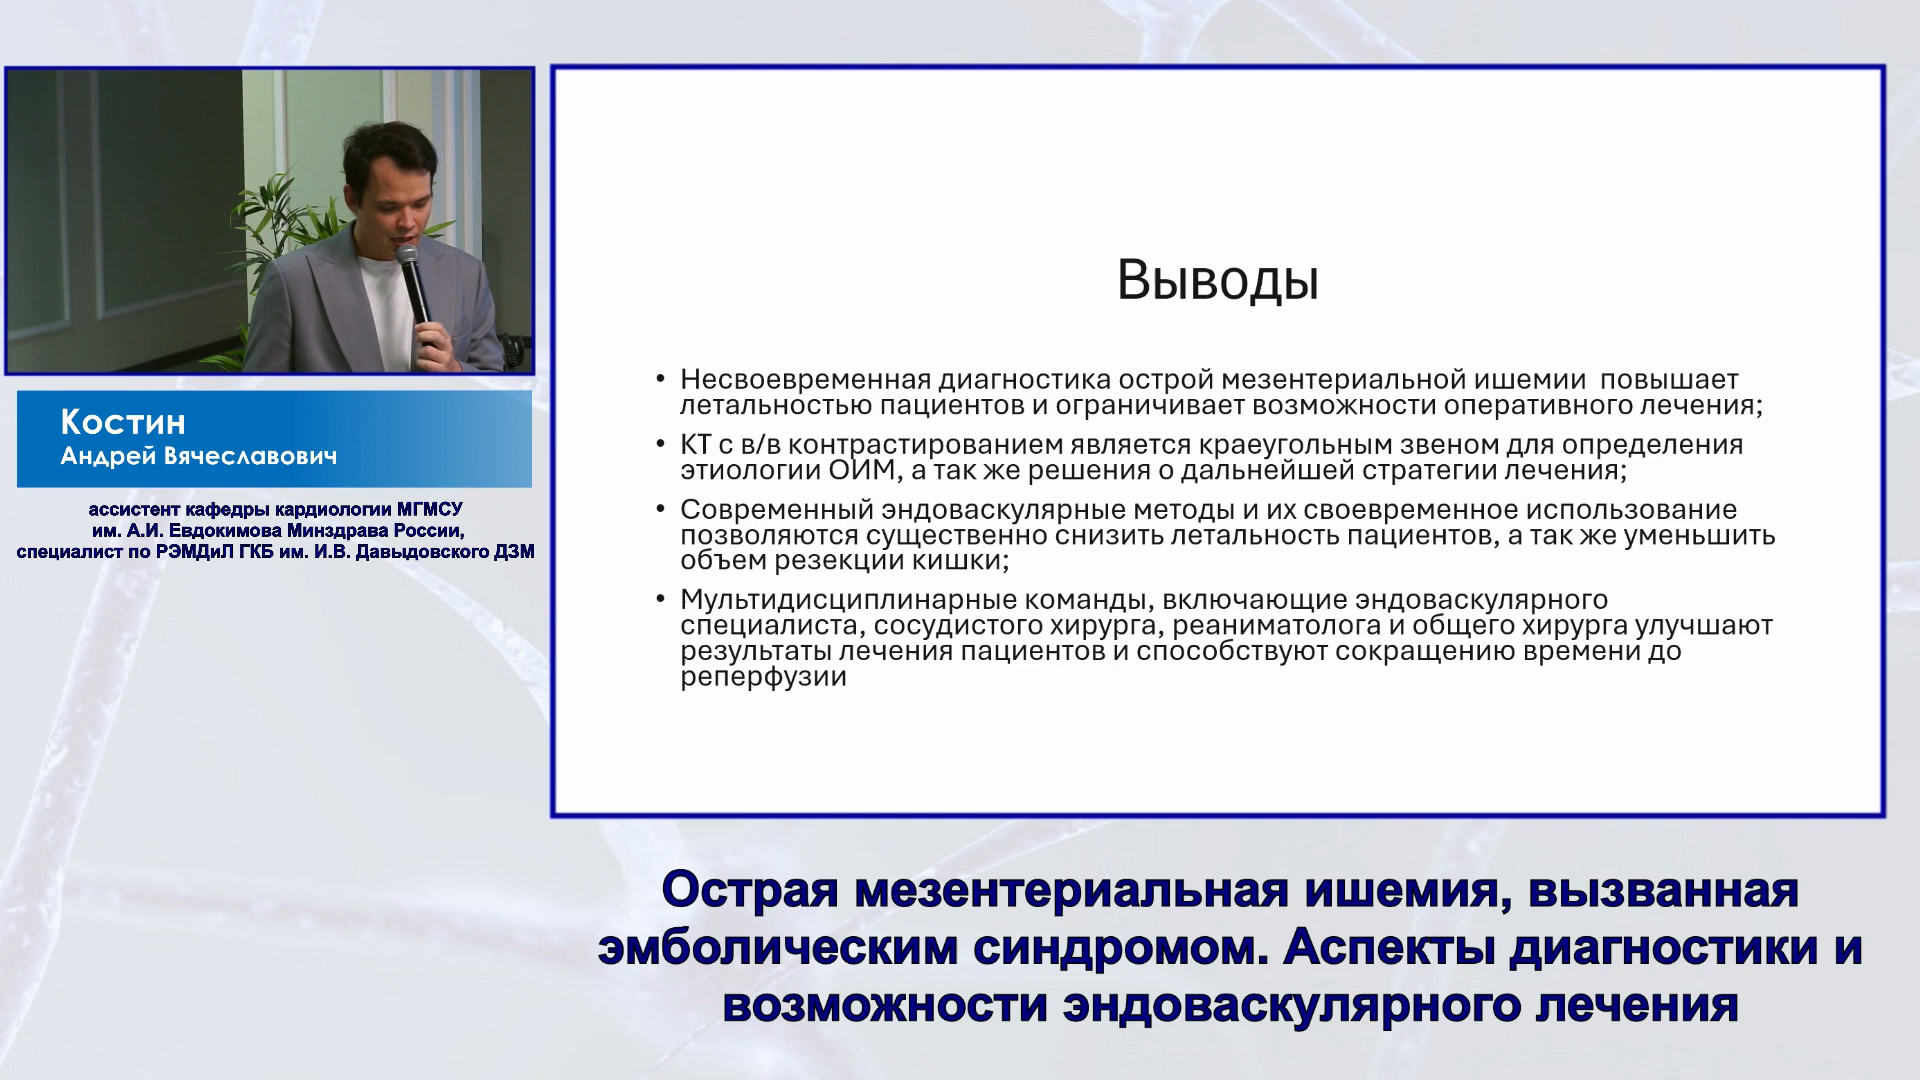 Костин
Андрей Вячеславович
ассистент кафедры кардиологии МГМСУ
им. А.И. Евдокимова Минздрава России,
специалист по РЭМДиЛ ГКБ им. И.В. Давыдовского ДЗМ
Выводы
• Несвоевременная диагностика острой мезентериальной ишемии  повышает
летальностью пациентов и ограничивает возможности оперативного лечения;
• КТ с в/в контрастированием является краеугольным звеном для определения
этиологии ОИМ, а так же решения о дальнейшей стратегии лечения;
• Современный эндоваскулярные методы и их своевременное использование
позволяются существенно снизить летальность пациентов, а так же уменьшить
объем резекции кишки;
• Мультидисциплинарные команды, включающие эндоваскулярного
специалиста, сосудистого хирурга, реаниматолога и общего хирурга улучшают
результаты лечения пациентов и способствуют сокращению времени до
реперфузии
Острая мезентериальная ишемия, вызванная
эмболическим синдромом. Аспекты диагностики и
возможности эндоваскулярного лечения